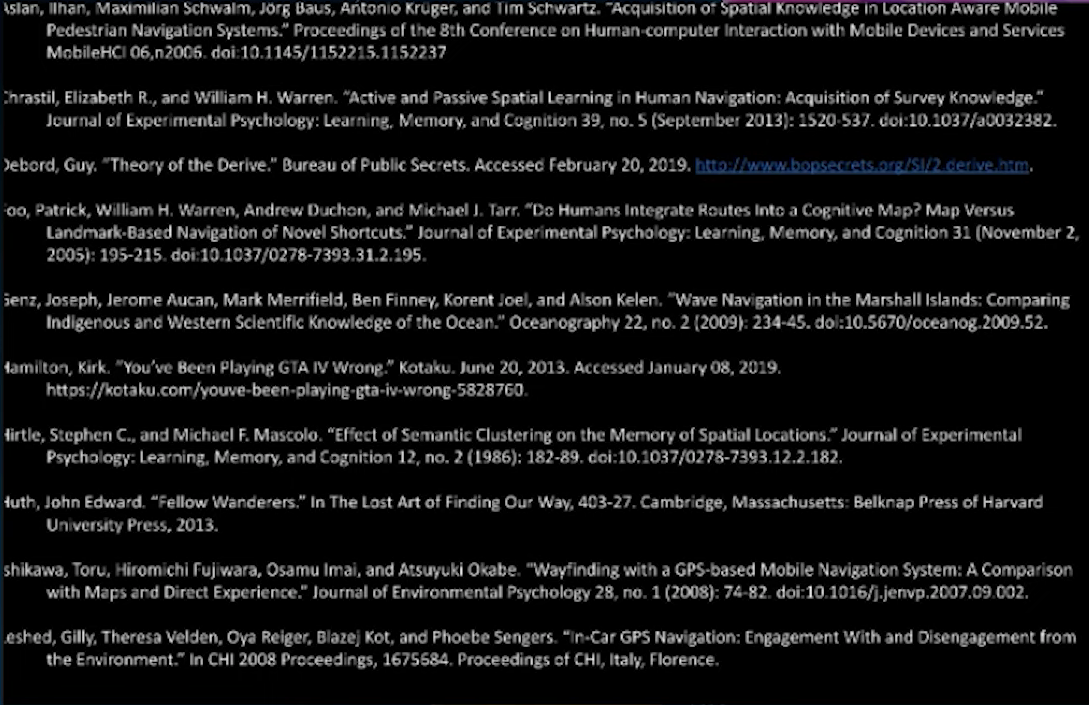 Aslan, Ilhan, Maximilian Schwalm, Jörg Baus, Antonio Krüger, and Tim Schwartz. “Acquisition of Spatial Knowledge in Location Aware Mobile
Pedestrian Navigation Systems.” Proceedings of the 8th Conference on Human-computer Interaction with Mobile Devices and Services
MobileHCI 06,n2006. doi:10.1145/1152215.1152237
Chrastil, Elizabeth R., and William H. Warren. “Active and Passive Spatial Learning in Human Navigation: Acquisition of Survey Knowledge.”
Journal of Experimental Psychology: Learning, Memory, and Cognition 39, no. 5 (September 2013): 1520-537. doi:10.1037/a0032382.
Debord, Guy. “Theory of the Derive.” Bureau of Public Secrets. Accessed February 20, 2019. http://www.bopsecrets.org/SI/2.derive.htm.
Foo, Patrick, William H. Warren, Andrew Duchon, and Michael J. Tarr. “Do Humans Integrate Routes Into a Cognitive Map? Map Versus
Landmark-Based Navigation of Novel Shortcuts.” Journal of Experimental Psychology: Learning, Memory, and Cognition 31 (November 2,
2005): 195-215. doi:10.1037/0278-7393.31.2.195.
Genz, Joseph, Jerome Aucan, Mark Merrifield, Ben Finney, Korent Joel, and Alson Kelen. “Wave Navigation in the Marshall Islands: Comparing
Indigenous and Western Scientific Knowledge of the Ocean.” Oceanography 22, no. 2 (2009): 234-45. doi:10.5670/oceanog.2009.52.
Hamilton, Kirk. “You’ve Been Playing GTA IV Wrong.” Kotaku. June 20, 2013. Accessed January 08, 2019.
https://kotaku.com/youve-been-playing-gta-iv-wrong-5828760.
Hirtle, Stephen C., and Michael F. Mascolo. “Effect of Semantic Clustering on the Memory of Spatial Locations.” Journal of Experimental
Psychology: Learning, Memory, and Cognition 12, no. 2 (1986): 182-89. doi:10.1037/0278-7393.12.2.182.
Huth, John Edward. “Fellow Wanderers.” In The Lost Art of Finding Our Way, 403-27. Cambridge, Massachusetts: Belknap Press of Harvard
University Press, 2013.
Ishikawa, Toru, Hiromichi Fujiwara, Osamu Imai, and Atsuyuki Okabe. “Wayfinding with a GPS-based Mobile Navigation System: A Comparison
with Maps and Direct Experience.” Journal of Environmental Psychology 28, no. 1 (2008): 74-82. doi:10.1016/j.jenvp.2007.09.002.
Leshed, Gilly, Theresa Velden, Oya Reiger, Blazej Kot, and Phoebe Sengers. “In-Car GPS Navigation: Engagement With and Disengagement from
the Environment.” In CHI 2008 Proceedings, 1675684. Proceedings of CHI, Italy, Florence.